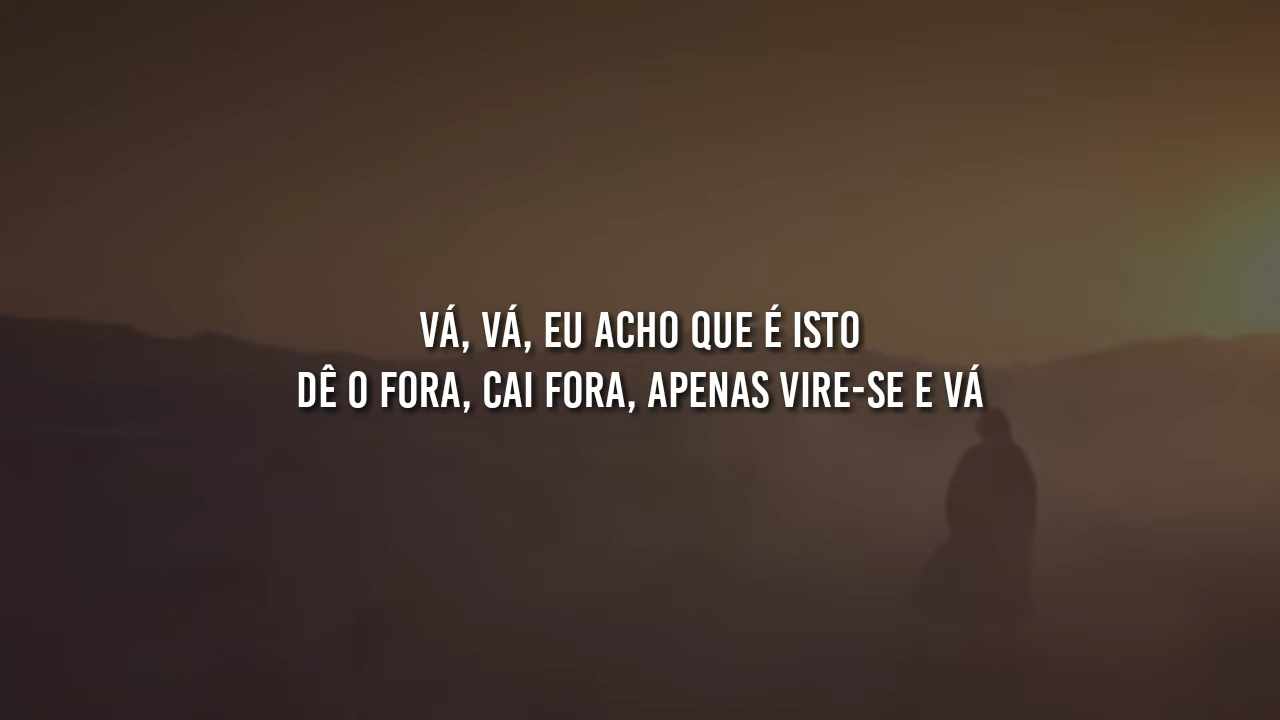 VÁ, VÁ, EU ACHO QUE É ISTO
DÊ O FORA, CAI FORA, APENAS VIRE-SE E VÁ